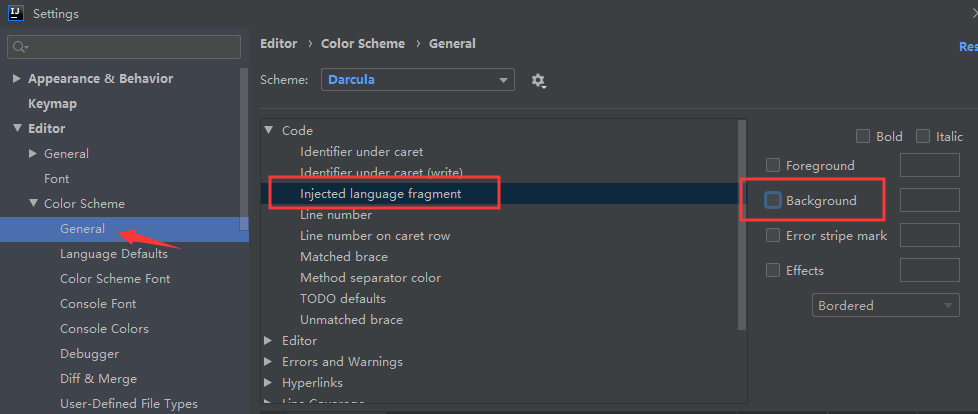 Settings
Editor › Color Scheme › General
Res
Scheme: Darcula
Appearance & Behavior
Keymap
Editor
General
Font
Color Scheme
General
Language Defaults
Color Scheme Font
Console Font
Console Colors
Debugger
Diff & Merge
User-Defined File Types
Code
Identifier under caret
Identifier under caret (write)
Injected language fragment
Line number
Line number on caret row
Matched brace
Method separator color
TODO defaults
Unmatched brace
Editor
Errors and Warnings
Hyperlinks
Line Coverage
Bold Italic
Foreground
Background
Error stripe mark
Effects
Bordered